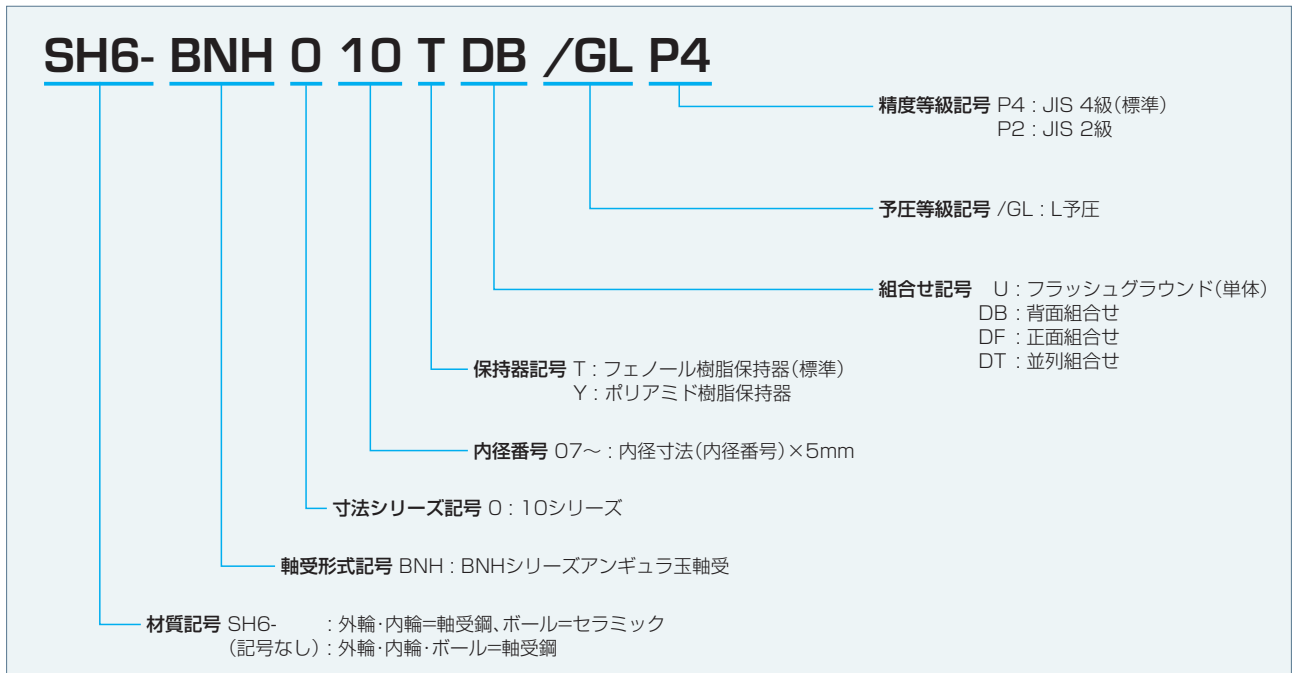 SH6- BNH 0 10 T DB /GL P4
精度等級記号 P4 : JIS 4級(標準)
P2 : JIS 2級
予圧等級記号 /GL : L予圧
組合せ記号 U : フラッシュグラウンド(単体)
DB : 背面組合せ
DF : 正面組合せ
DT : 並列組合せ
保持器記号 T : フェノール樹脂保持器(標準)
Y : ポリアミド樹脂保持器
内径番号 07〜 : 内径寸法(内径番号)×5mm
寸法シリーズ記号 0 : 10シリーズ
軸受形式記号 BNH : BNHシリーズアンギュラ玉軸受
材質記号 SH6- : 外輪・内輪=軸受鋼、ボール=セラミック
(記号なし) : 外輪・内輪・ボール=軸受鋼